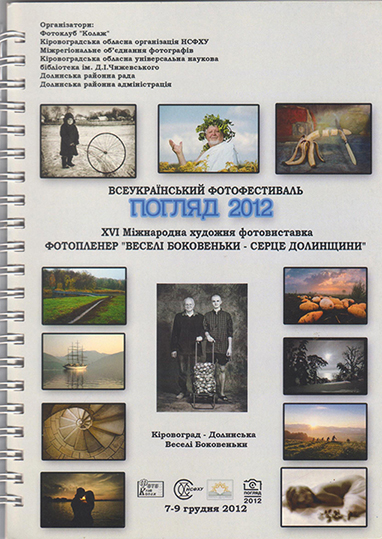 Організатори:
Фотоклуб "Колаж"
Кіровоградська обласна організація НСФХУ
Міжрегіональне об'єднання фотографів
Кіровоградська обласна універсальна наукова
бібліотека ім. Д.І.Чижевського
Долинська районна рада
Долинська районна адміністрація
ВСЕУКРАЇНСЬКИЙ ФОТОФЕСТИВАЛЬ
ПОГЛЯД 2012
XVI Міжнародна художня фотовиставка
ФОТОПЛЕНЕР "ВЕСЕЛІ БОКОВЕНЬКИ - СЕРЦЕ ДОЛИНЩИНИ"
Кіровоград - Долинська
Веселі Боковеньки
НСФХУ
ПОГЛЯД
2012
7-9 грудня 2012